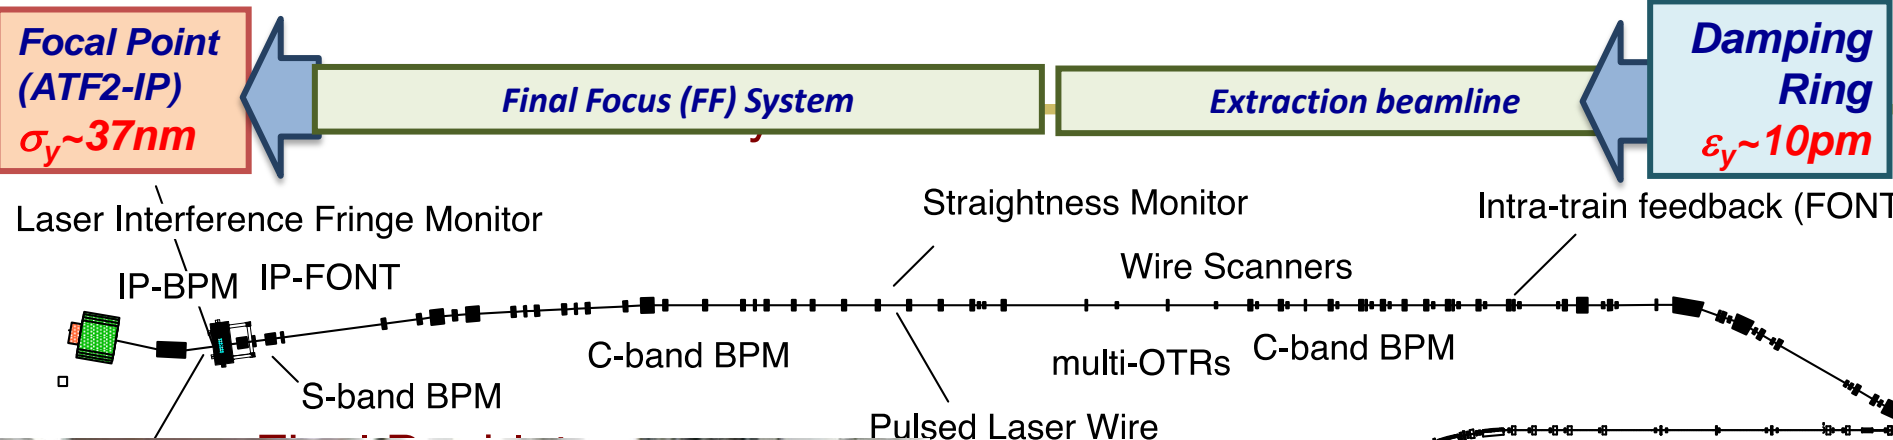 Focal Point
(ATF2-IP)
σy~37nm
Final Focus (FF) System
Extraction beamline
Damping
Ring
εy~10pm
Laser Interference Fringe Monitor
Straightness Monitor
Intra-train feedback (FONT
IP-BPM
IP-FONT
Wire Scanners
C-band BPM
multi-OTRs
C-band BPM
S-band BPM
Pulsed Laser Wire